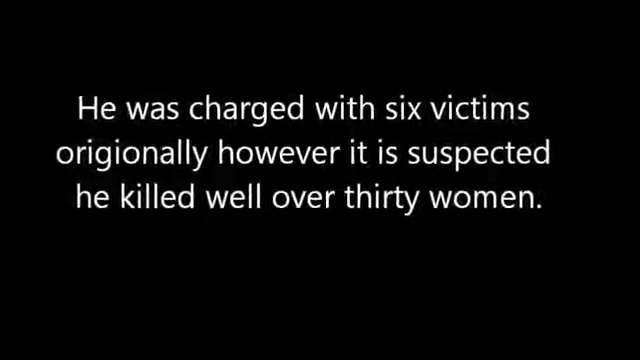 He was charged with six victims
origionally however it is suspected
he killed well over thirty women.